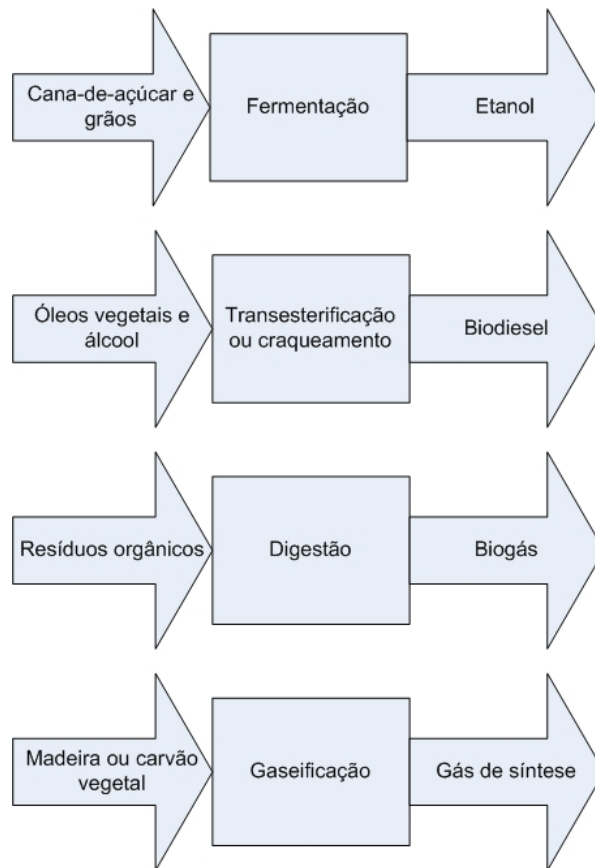 Cana-de-açúcar e
grãos
Fermentação
Etanol
Óleos vegetais e
álcool
Transesterificação
ou craqueamento
Biodiesel
Resíduos orgânicos
Digestão
Biogás
Madeira ou carvão
vegetal
Gaseificação
Gás de síntese